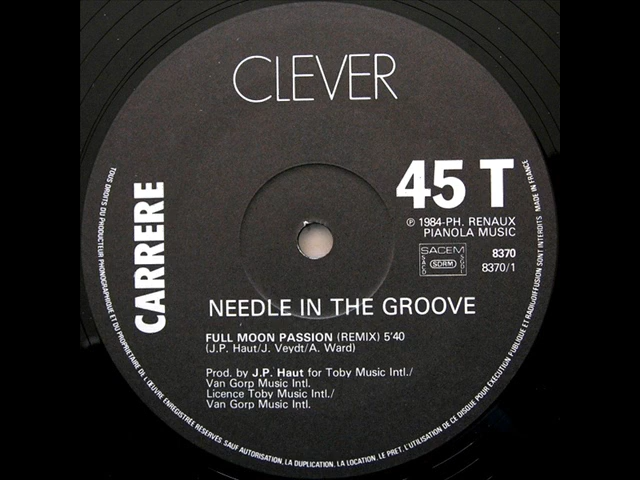 CLEVER
CARRERE
45 T
℗ 1984-PH. RENAUX
PIANOLA MUSIC
SACEM
SDRM
8370
8370/1
NEEDLE IN THE GROOVE
FULL MOON PASSION (REMIX) 5'40
(J.P. Haut/J. Veydt/A. Ward)
Prod. by J.P. Haut for Toby Music Intl./
Van Gorp Music Intl.
Licence Toby Music Intl./
Van Gorp Music Intl.
TOUS DROITS DU PRODUCTEUR PHONOGRAPHIQUE ET DU PROPRIETAIRE DE L'ŒUVRE ENREGISTREE RESERVES. SAUF AUTORISATION, LA DUPLICATION, LA LOCATION, LE PRET, L'UTILISATION DE CE DISQUE POUR EXECUTION PUBLIQUE ET RADIODIFFUSION SONT INTERDITS. MADE IN FRANCE